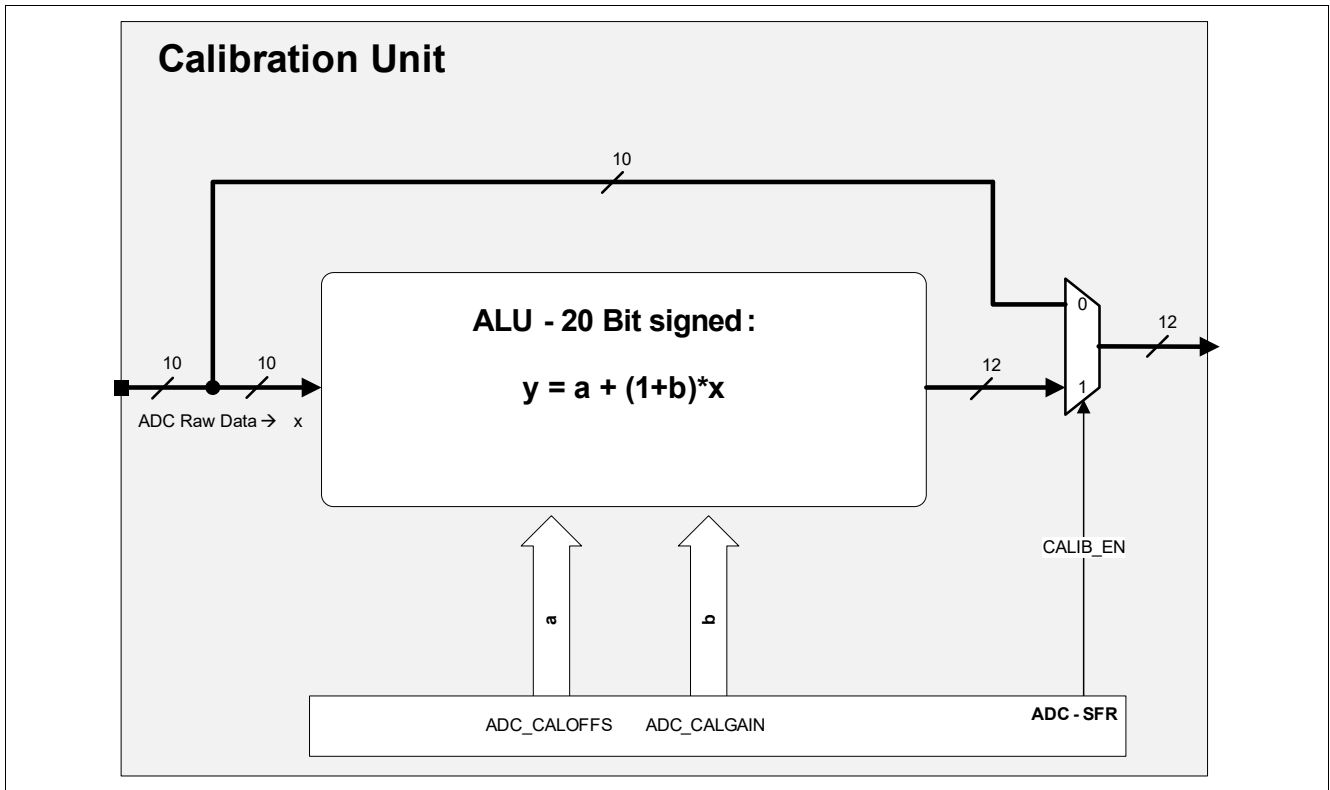 Calibration Unit
10
ALU - 20 Bit signed:
y = a + (1+b)*x
10
10
ADC Raw Data → x
12
0
1
12
CALIB_EN
a
b
ADC_CALOFFS
ADC_CALGAIN
ADC - SFR